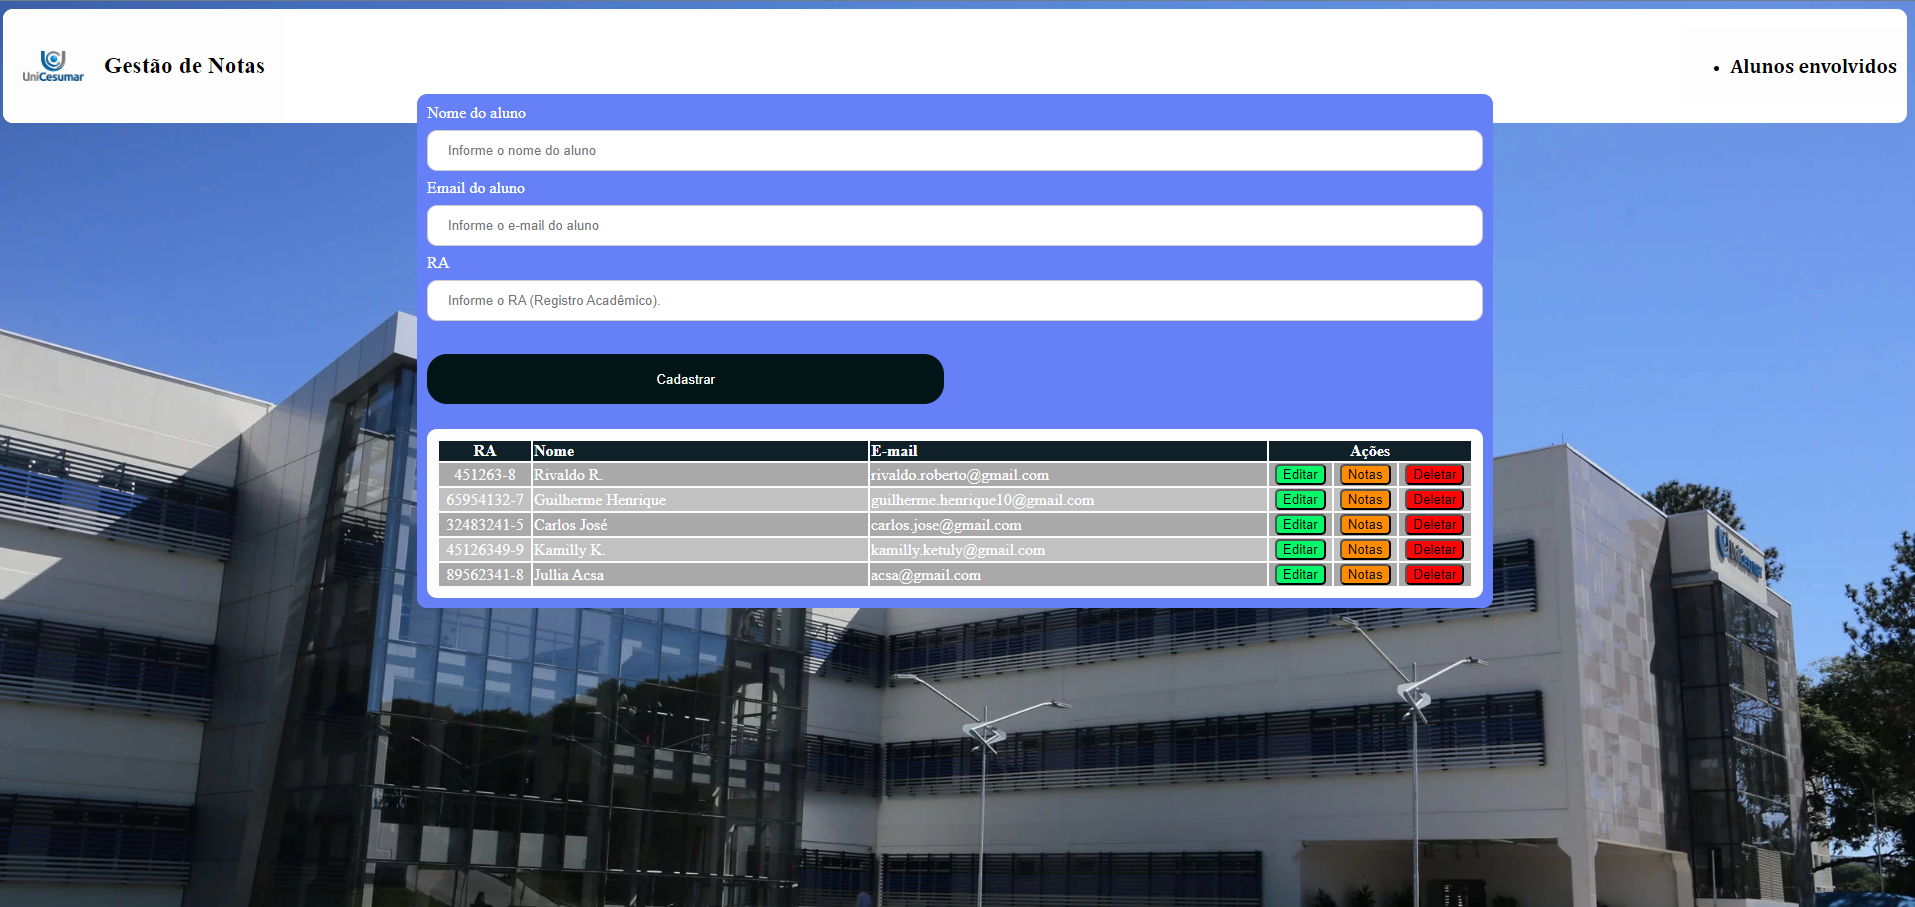 UniCesumar
Gestão de Notas
• Alunos envolvidos
Nome do aluno
Informe o nome do aluno
Email do aluno
Informe o e-mail do aluno
RA
Informe o RA (Registro Acadêmico).
Cadastrar
RA Nome E-mail Ações
451263-8 Rivaldo R. rivaldo.roberto@gmail.com Editar Notas Deletar
65954132-7 Guilherme Henrique guilherme.henrique10@gmail.com Editar Notas Deletar
32483241-5 Carlos José carlos.jose@gmail.com Editar Notas Deletar
45126349-9 Kamilly K. kamilly.ketuly@gmail.com Editar Notas Deletar
89562341-8 Jullia Acsa acsa@gmail.com Editar Notas Deletar
UniCesumar